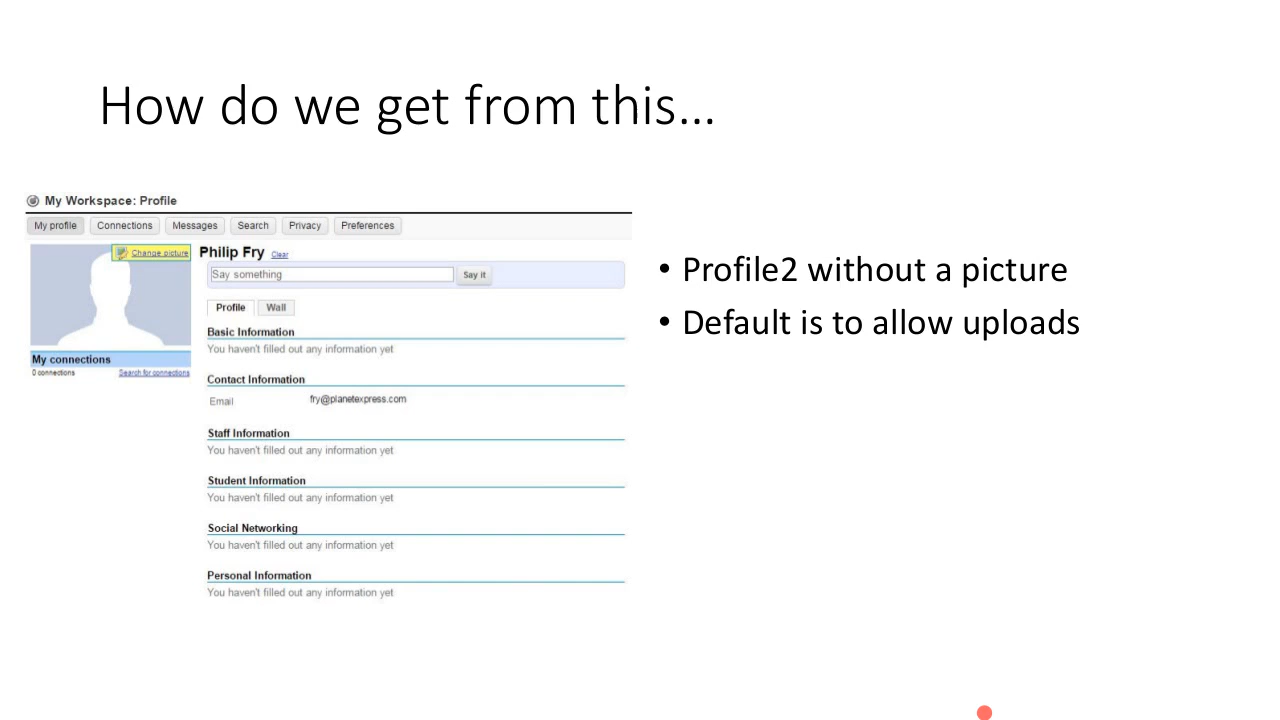 How do we get from this…
My Workspace: Profile
My profile Connections Messages Search Privacy Preferences
Change picture
Philip Fry Clear
Say something Say it
Profile Wall
Basic Information
You haven't filled out any information yet
My connections
0 connections Search for connections
Contact Information
Email fry@planetexpress.com
Staff Information
You haven't filled out any information yet
Student Information
You haven't filled out any information yet
Social Networking
You haven't filled out any information yet
Personal Information
You haven't filled out any information yet
• Profile2 without a picture
• Default is to allow uploads